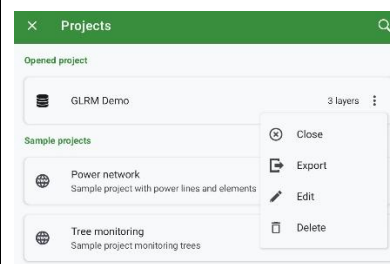 Projects
Opened project
GLRM Demo
3 layers
Close
Sample projects
Export
Power network
Sample project with power lines and elements
Edit
Tree monitoring
Delete
Sample project monitoring trees